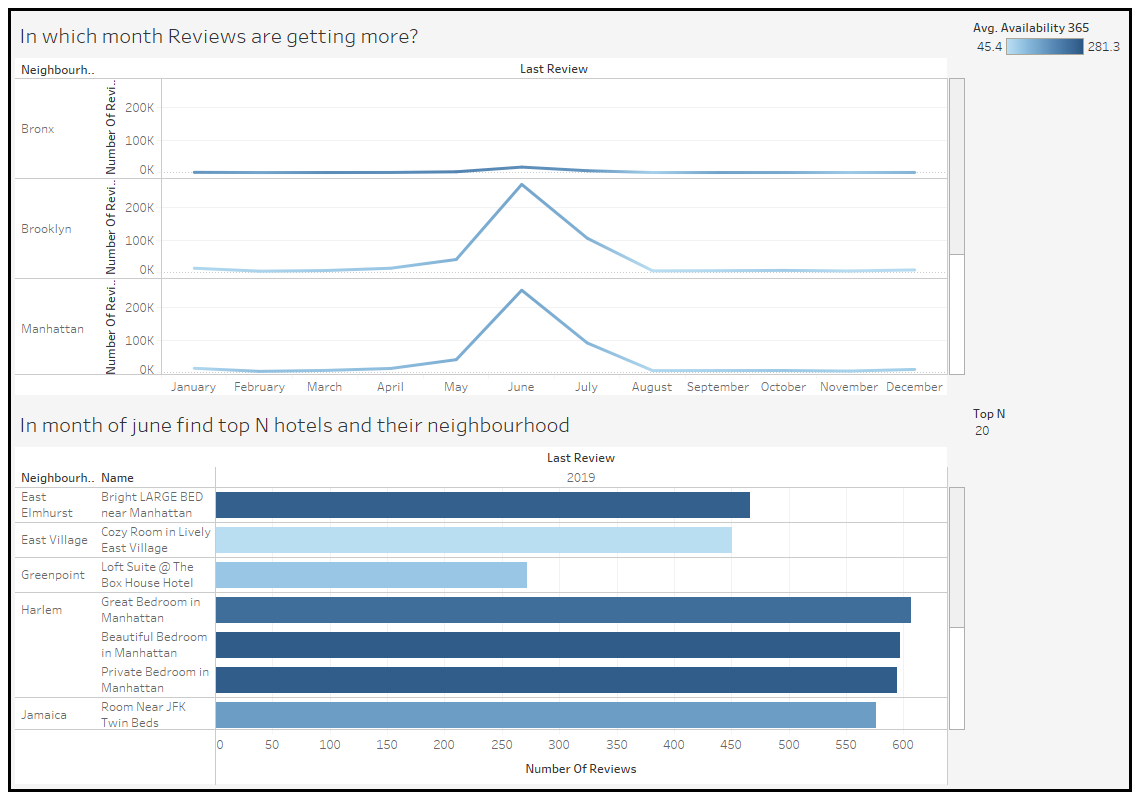 In which month Reviews are getting more?
Avg. Availability 365
45.4 281.3
Neighbourh.. Last Review
Bronx
Number Of Revi..
200K
100K
0K
Brooklyn
Number Of Revi..
200K
100K
0K
Manhattan
Number Of Revi..
200K
100K
0K
January February March April May June July August September October November December
In month of june find top N hotels and their neighbourhood
Top N
20
Last Review
Neighbourh.. Name 2019
East
Elmhurst
Bright LARGE BED
near Manhattan
East Village
Cozy Room in Lively
East Village
Greenpoint
Loft Suite @ The
Box House Hotel
Harlem
Great Bedroom in
Manhattan
Beautiful Bedroom
in Manhattan
Private Bedroom in
Manhattan
Jamaica
Room Near JFK
Twin Beds
0 50 100 150 200 250 300 350 400 450 500 550 600
Number Of Reviews